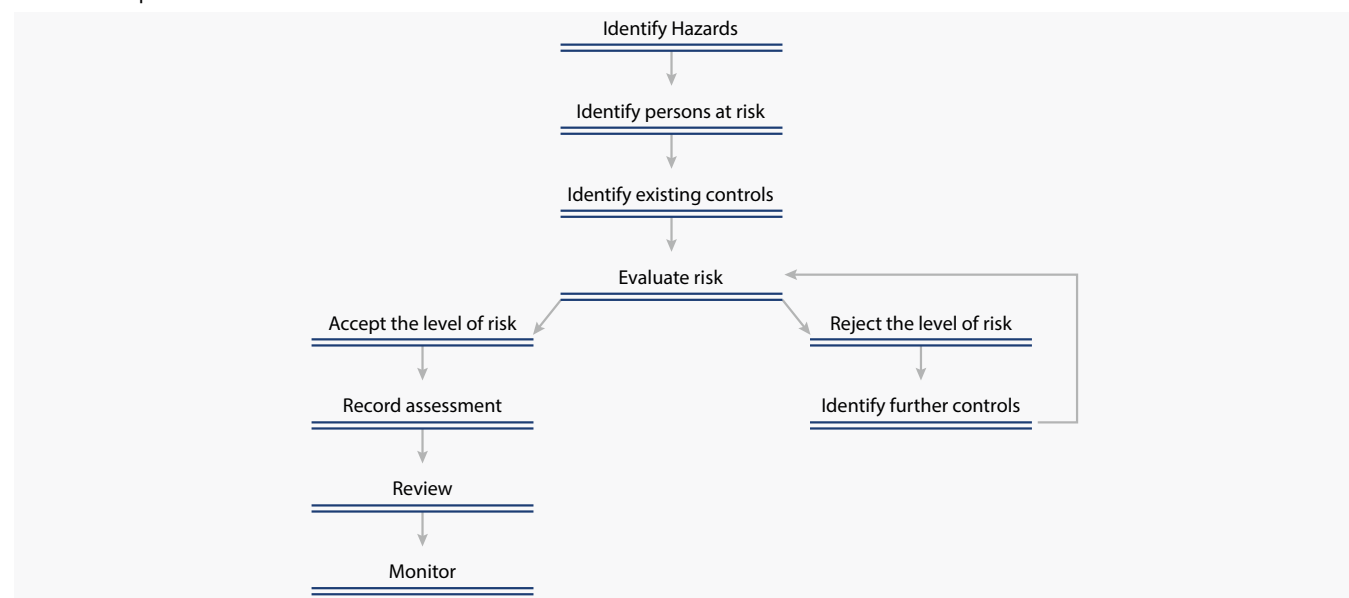 Identify Hazards
Identify persons at risk
Identify existing controls
Evaluate risk
Accept the level of risk
Reject the level of risk
Record assessment
Identify further controls
Review
Monitor